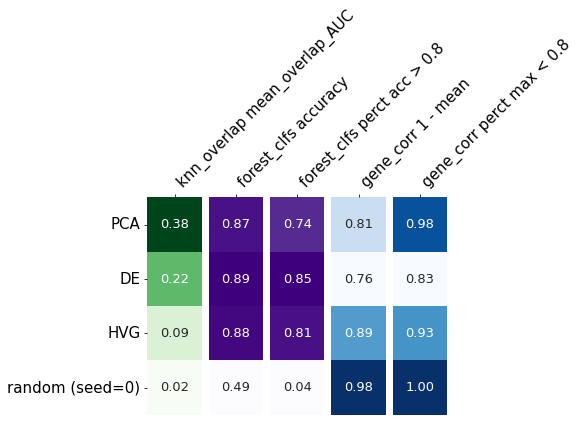 knn_overlap mean_overlap_AUC
forest_clfs accuracy
forest_clfs perct acc > 0.8
gene_corr 1 - mean
gene_corr perct max < 0.8
PCA 0.38 0.87 0.74 0.81 0.98
DE 0.22 0.89 0.85 0.76 0.83
HVG 0.09 0.88 0.81 0.89 0.93
random (seed=0) 0.02 0.49 0.04 0.98 1.00